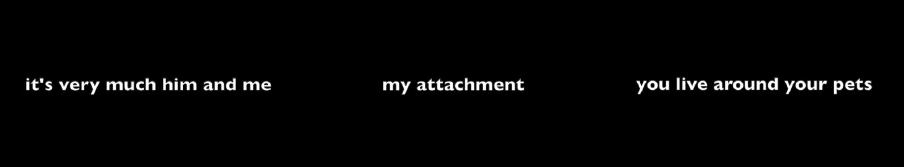 it's very much him and me
my attachment
you live around your pets